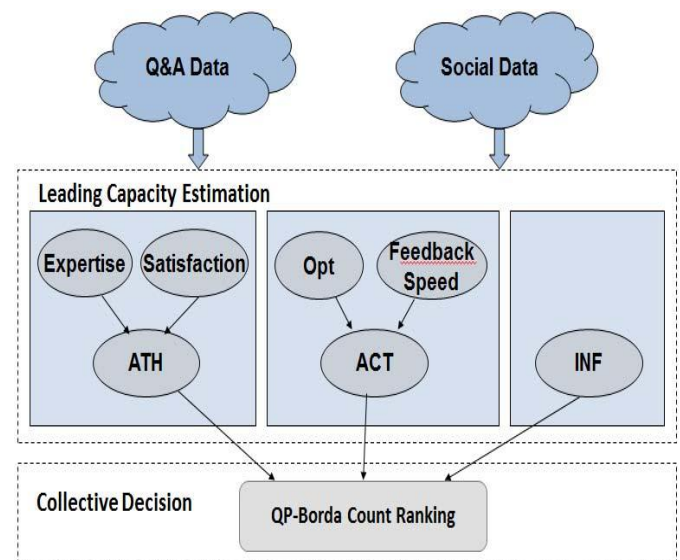 Q&A Data
Social Data
Leading Capacity Estimation
Expertise
Satisfaction
Opt
Feedback
Speed
ATH
ACT
INF
Collective Decision
QP-Borda Count Ranking